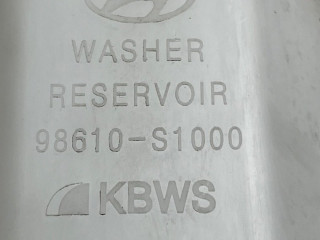 WASHER
RESERVOIR
98610-S1000
KBWS